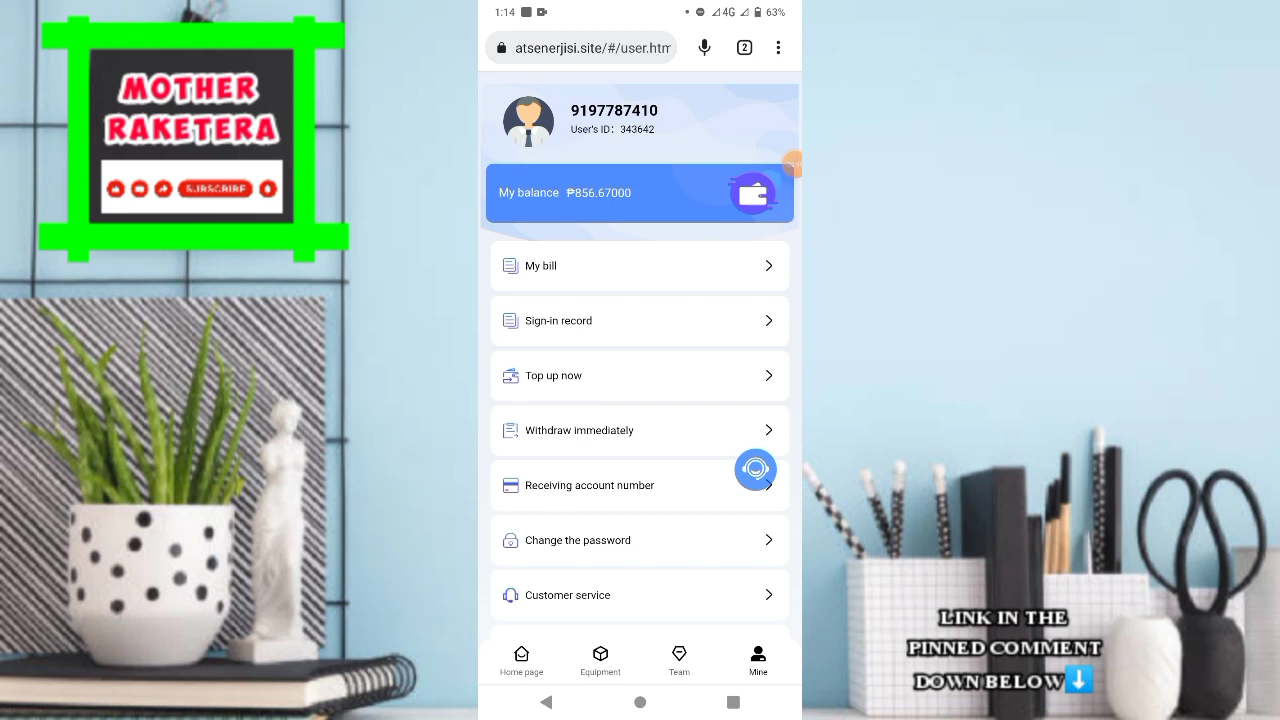 MOTHER
RAKETERA
SUBSCRIBE
1:14
4G
63%
atsenerjisi.site/#/user.htm
2
9197787410
User's ID: 343642
My balance ₱856.67000
My bill
Sign-in record
Top up now
Withdraw immediately
Receiving account number
Change the password
Customer service
Home page
Equipment
Team
Mine
LINK IN THE
PINNED COMMENT
DOWN BELOW